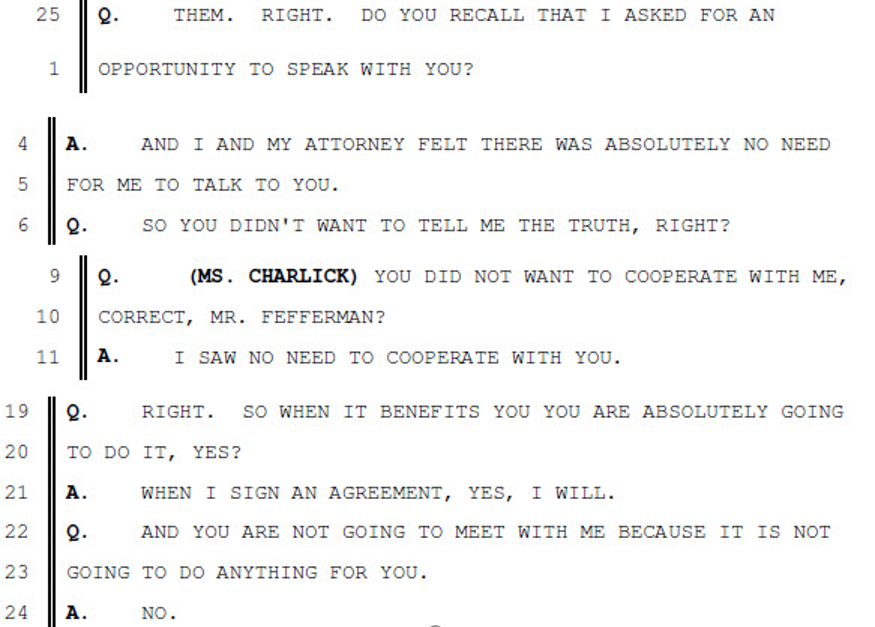 25 Q. THEM. RIGHT. DO YOU RECALL THAT I ASKED FOR AN
1 OPPORTUNITY TO SPEAK WITH YOU?
4 A. AND I AND MY ATTORNEY FELT THERE WAS ABSOLUTELY NO NEED
5 FOR ME TO TALK TO YOU.
6 Q. SO YOU DIDN'T WANT TO TELL ME THE TRUTH, RIGHT?
9 Q. (MS. CHARLICK) YOU DID NOT WANT TO COOPERATE WITH ME,
10 CORRECT, MR. FEFFERMAN?
11 A. I SAW NO NEED TO COOPERATE WITH YOU.
19 Q. RIGHT. SO WHEN IT BENEFITS YOU YOU ARE ABSOLUTELY GOING
20 TO DO IT, YES?
21 A. WHEN I SIGN AN AGREEMENT, YES, I WILL.
22 Q. AND YOU ARE NOT GOING TO MEET WITH ME BECAUSE IT IS NOT
23 GOING TO DO ANYTHING FOR YOU.
24 A. NO.